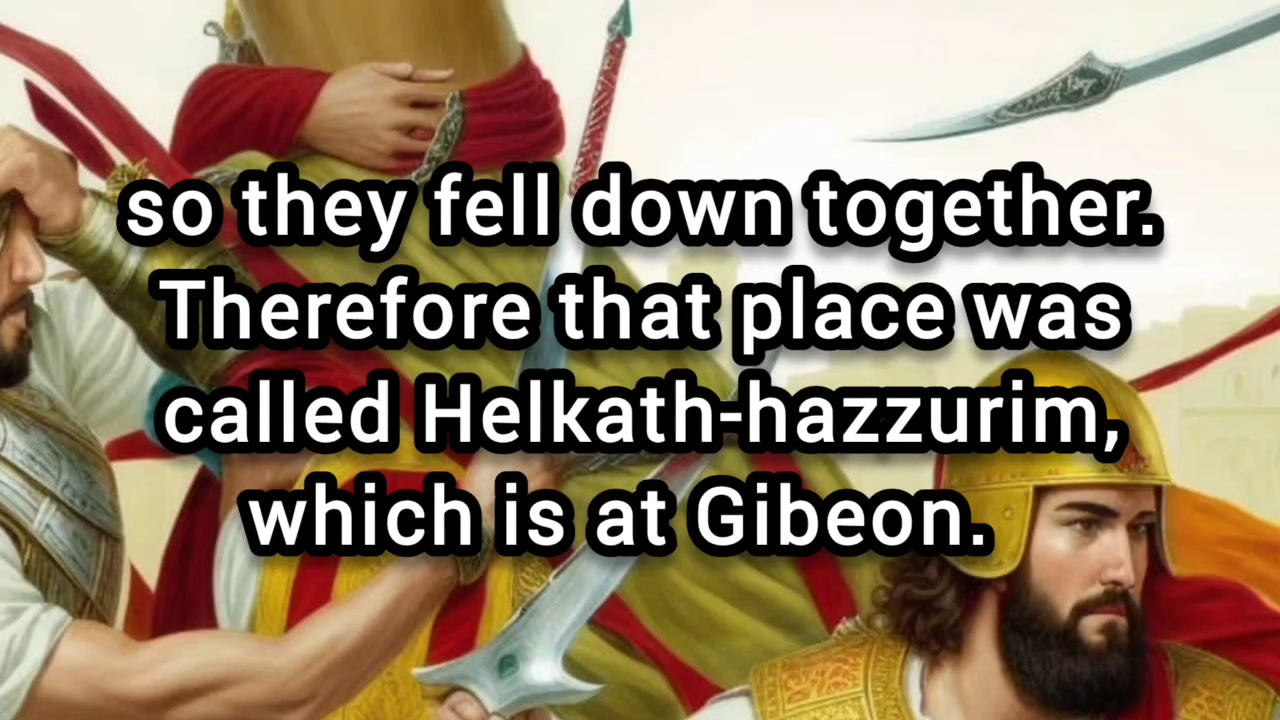 so they fell down together.
Therefore that place was
called Helkath-hazzurim,
which is at Gibeon.